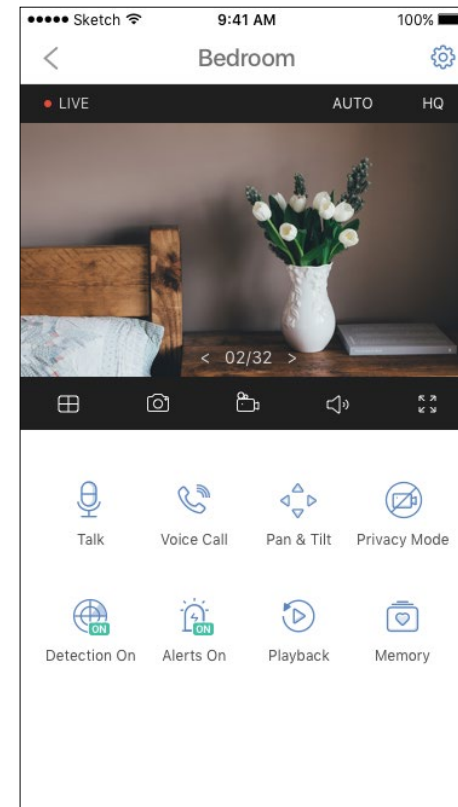 Sketch 9:41 AM 100%
Bedroom
LIVE AUTO HQ
< 02/32 >
Talk Voice Call Pan & Tilt Privacy Mode
ON ON
Detection On Alerts On Playback Memory